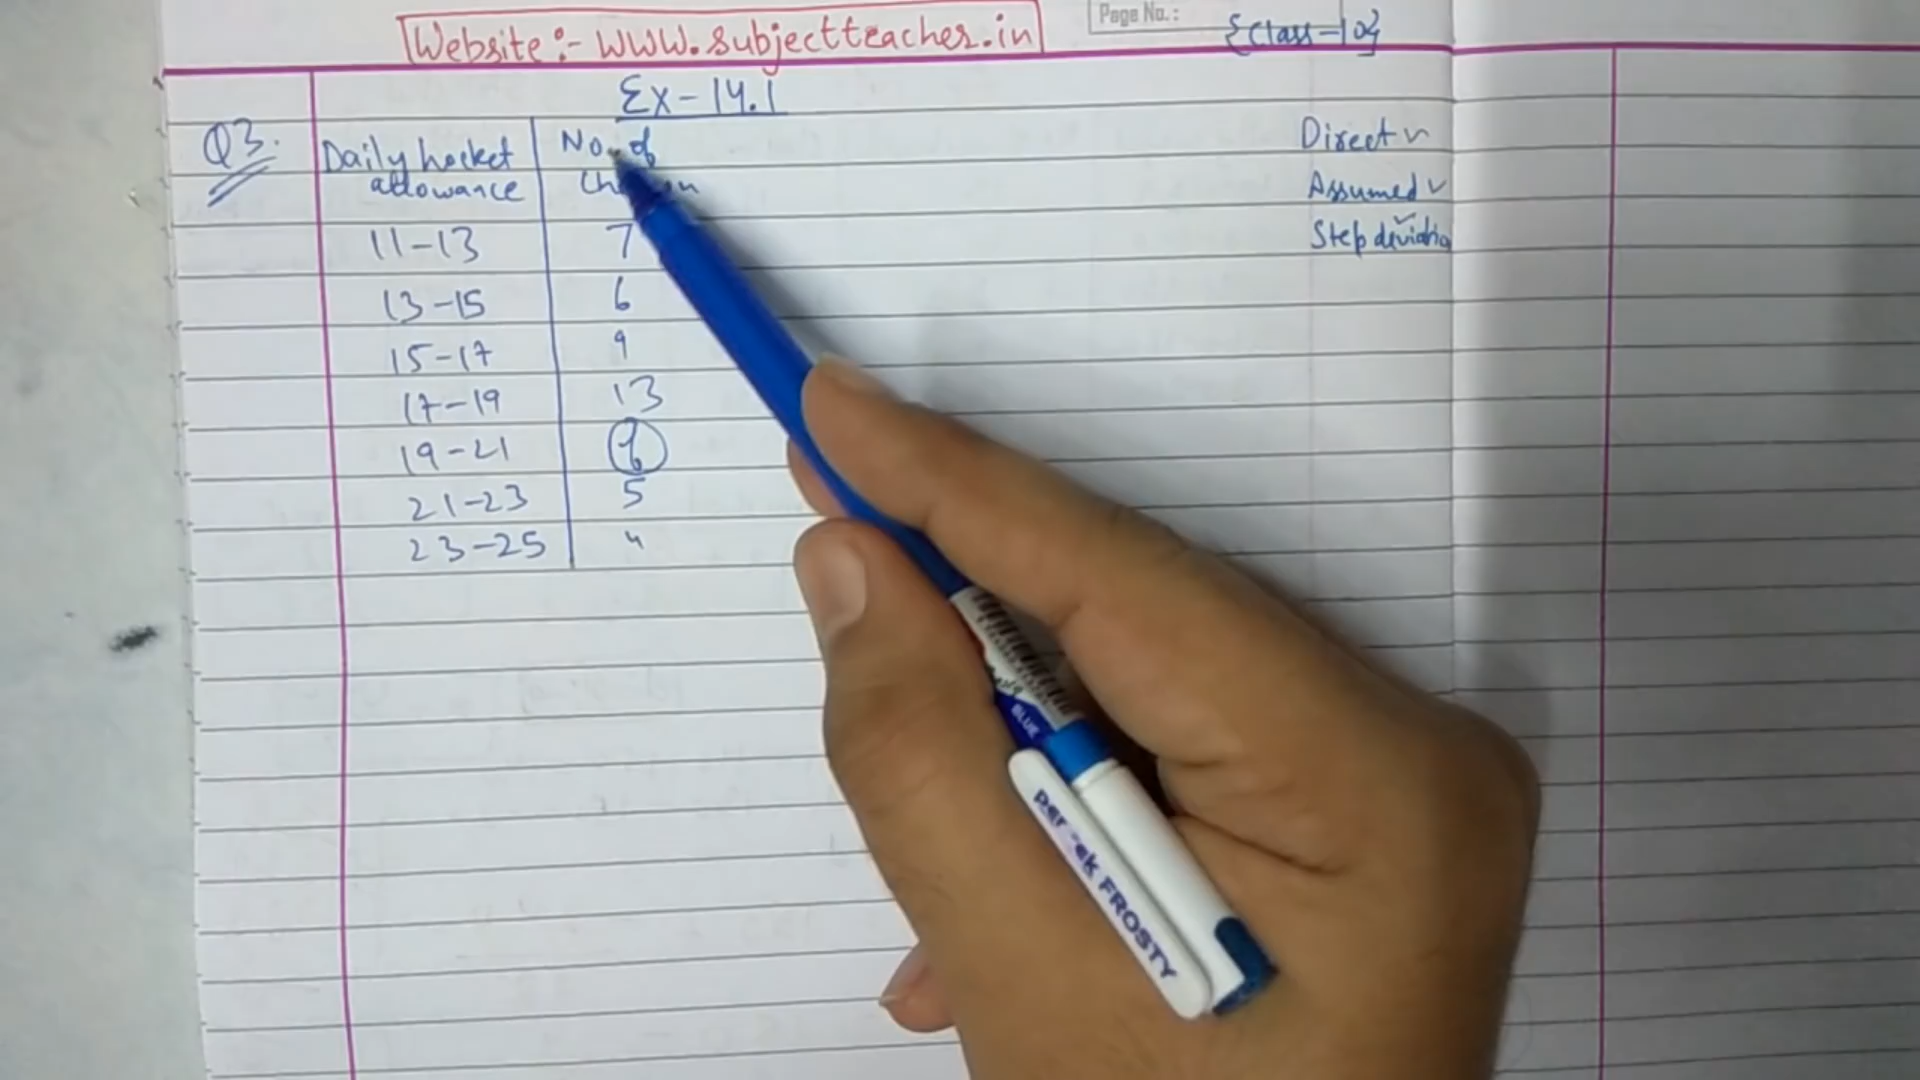 Website:- www.subjectteacher.in
Page No.:
{Class-10}
Ex-14.1
Q3.
Daily pocket allowance
No. of
11-13 7
13-15 6
15-17 9
17-19 13
19-21
21-23 5
23-25 4
Direct
Assumed
Step deviation
BLUE
FROSTY